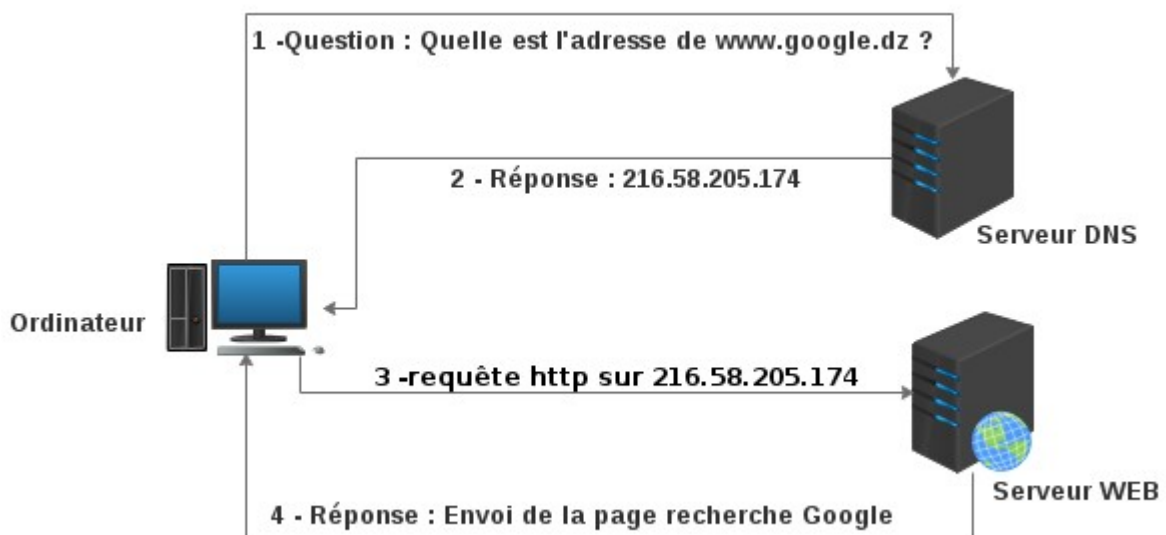 1 -Question : Quelle est l'adresse de www.google.dz ?
2 - Réponse : 216.58.205.174
Serveur DNS
Ordinateur
3 -requête http sur 216.58.205.174
Serveur WEB
4 - Réponse : Envoi de la page recherche Google